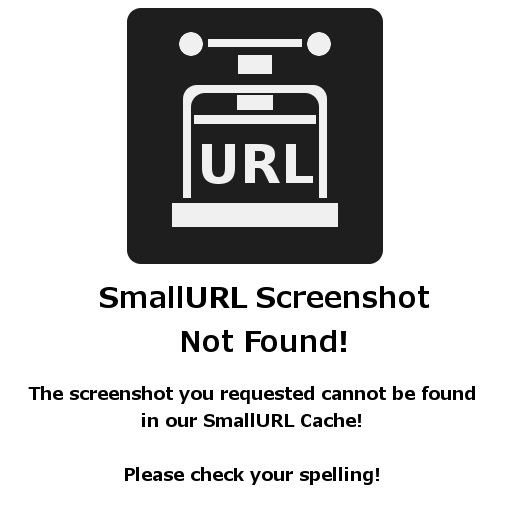 URL
SmallURL Screenshot
Not Found!
The screenshot you requested cannot be found
in our SmallURL Cache!
Please check your spelling!